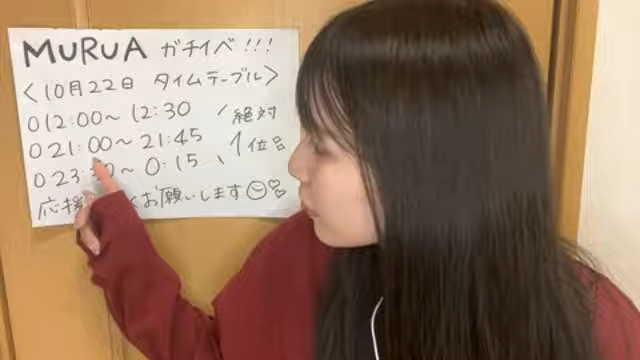 MURUA ガチイベ!!!
<10月22日 タイムテーブル>
○12:00〜12:30
○21:00〜21:45
○23:30〜0:15
\絶対 1位/
応援 くお願いします